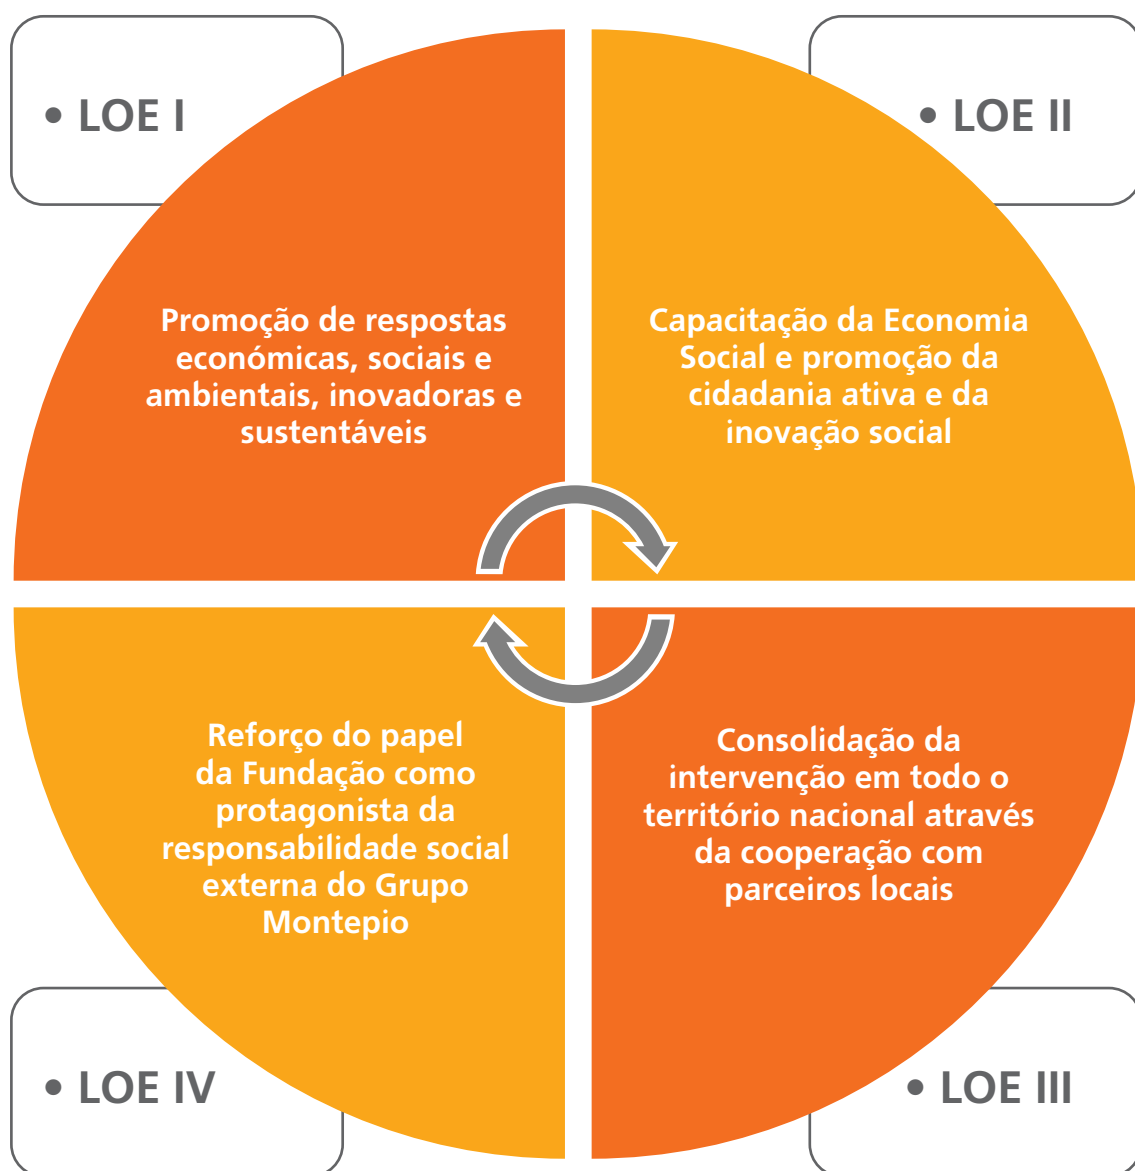 • LOE I
Promoção de respostas
económicas, sociais e
ambientais, inovadoras e
sustentáveis
• LOE II
Capacitação da Economia
Social e promoção da
cidadania ativa e da
inovação social
• LOE III
Consolidação da
intervenção em todo o
território nacional através
da cooperação com
parceiros locais
• LOE IV
Reforço do papel
da Fundação como
protagonista da
responsabilidade social
externa do Grupo
Montepio